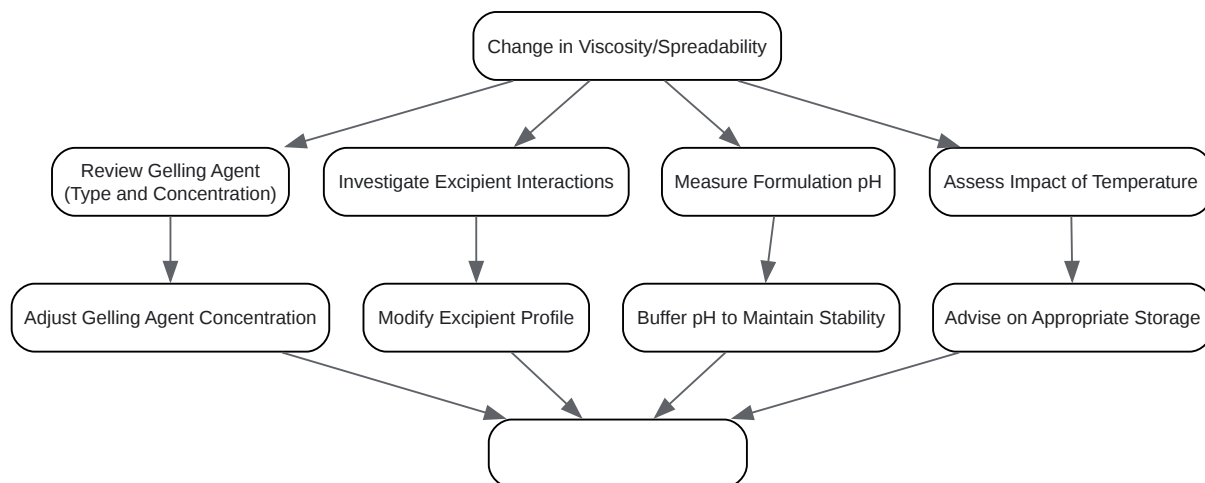 Change in Viscosity/Spreadability
Review Gelling Agent
(Type and Concentration)
Investigate Excipient Interactions
Measure Formulation pH
Assess Impact of Temperature
Adjust Gelling Agent Concentration
Modify Excipient Profile
Buffer pH to Maintain Stability
Advise on Appropriate Storage